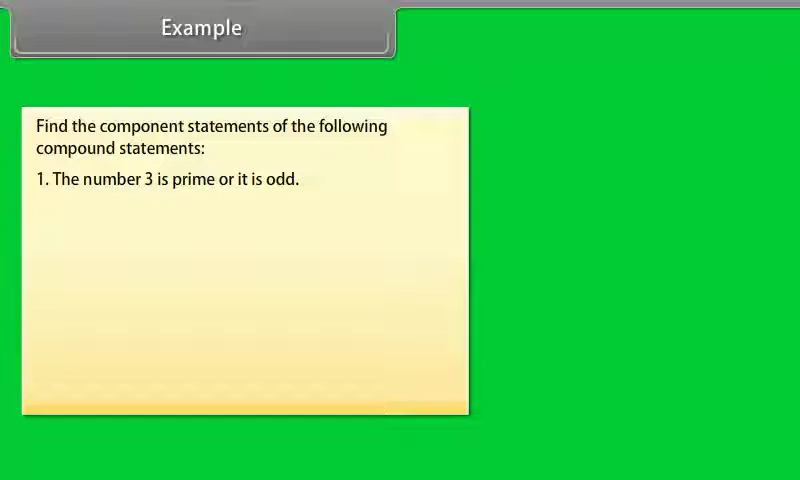 Example
Find the component statements of the following
compound statements:
1. The number 3 is prime or it is odd.